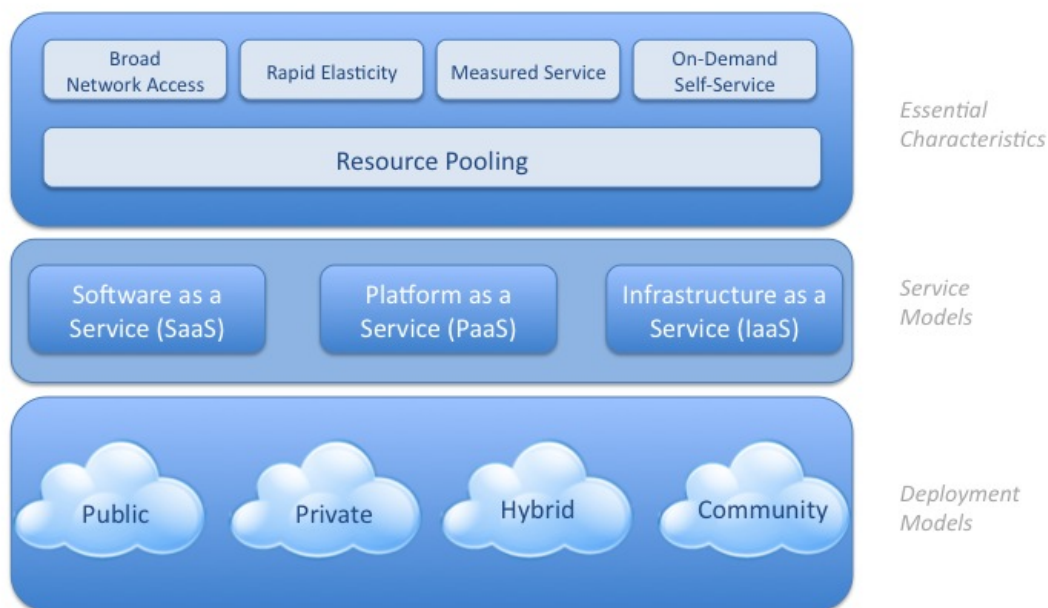 Broad
Network Access
Rapid Elasticity
Measured Service
On-Demand
Self-Service
Resource Pooling
Essential
Characteristics
Software as a
Service (SaaS)
Platform as a
Service (PaaS)
Infrastructure as a
Service (IaaS)
Service
Models
Public
Private
Hybrid
Community
Deployment
Models